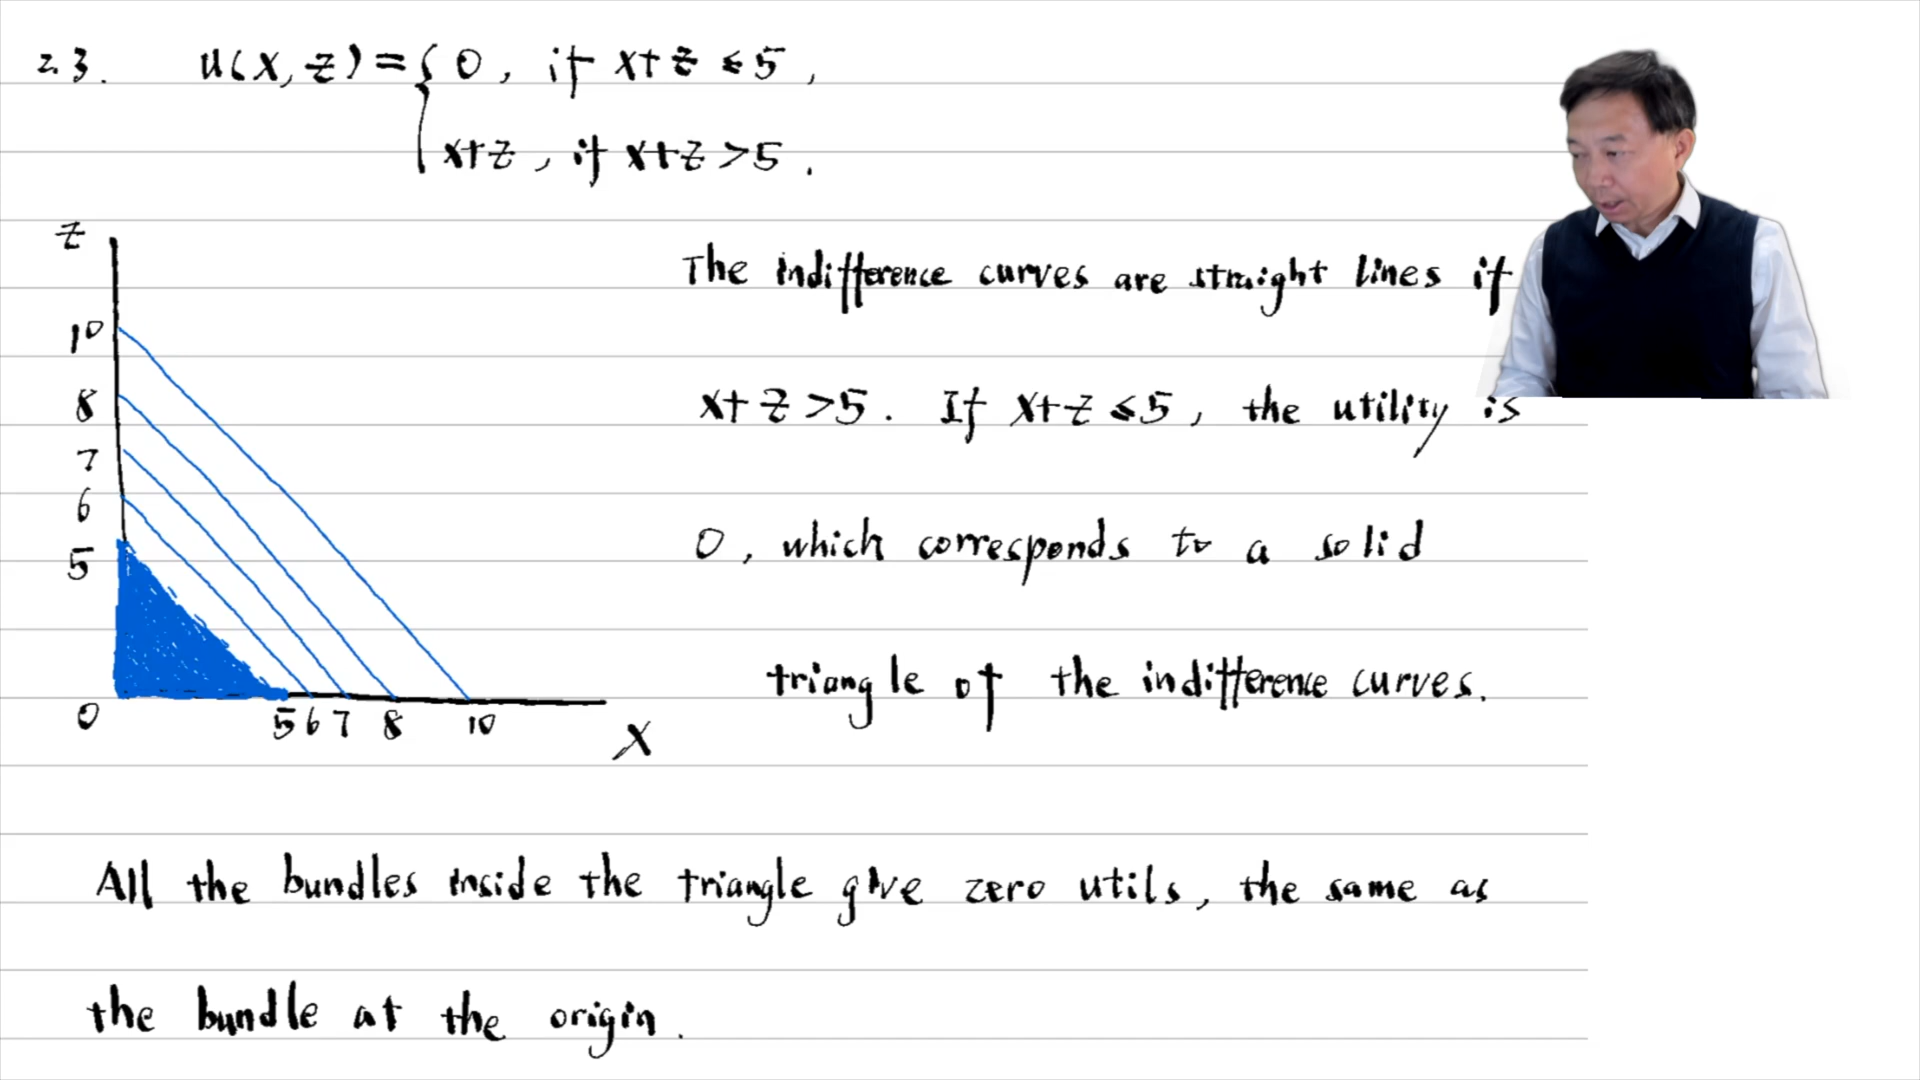 2.3. u(x, z) = { 0, if x+z ≤ 5,
x+z, if x+z > 5.
z
The indifference curves are straight lines if
10
8
x+z > 5. If x+z ≤ 5, the utility is
7
6
5
0, which corresponds to a solid
triangle of the indifference curves.
0 5 6 7 8 10
x
All the bundles inside the triangle give zero utils, the same as
the bundle at the origin.